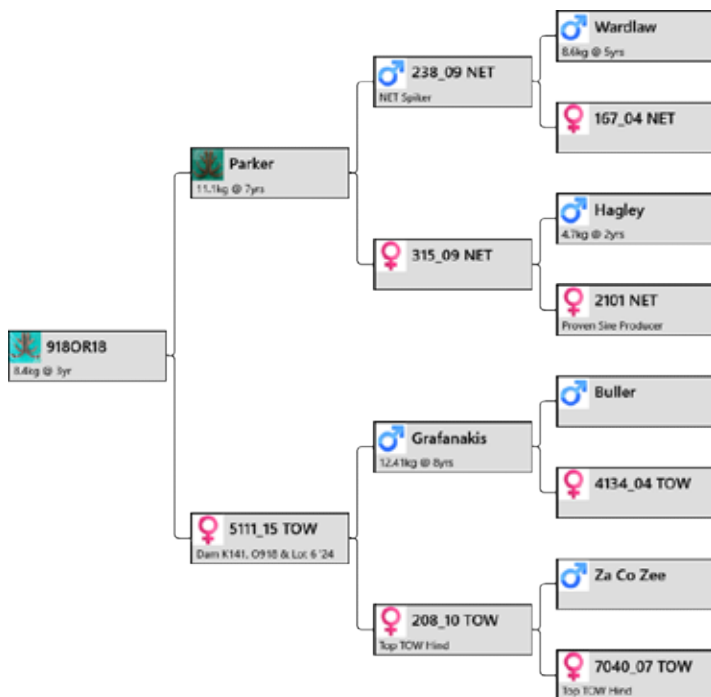 Wardlaw
8.6kg @ 5yrs
238_09 NET
NET Spiker
167_04 NET
Parker
11.1kg @ 7yrs
Hagley
4.7kg @ 2yrs
315_09 NET
2101 NET
Proven Sire Producer
918OR18
8.4kg @ 3yr
Buller
Grafanakis
12.41kg @ 8yrs
4134_04 TOW
5111_15 TOW
Dam K141, O918 & Lot 6 '24
Za Co Zee
208_10 TOW
Top TOW Hind
7040_07 TOW
Top TOW Hind